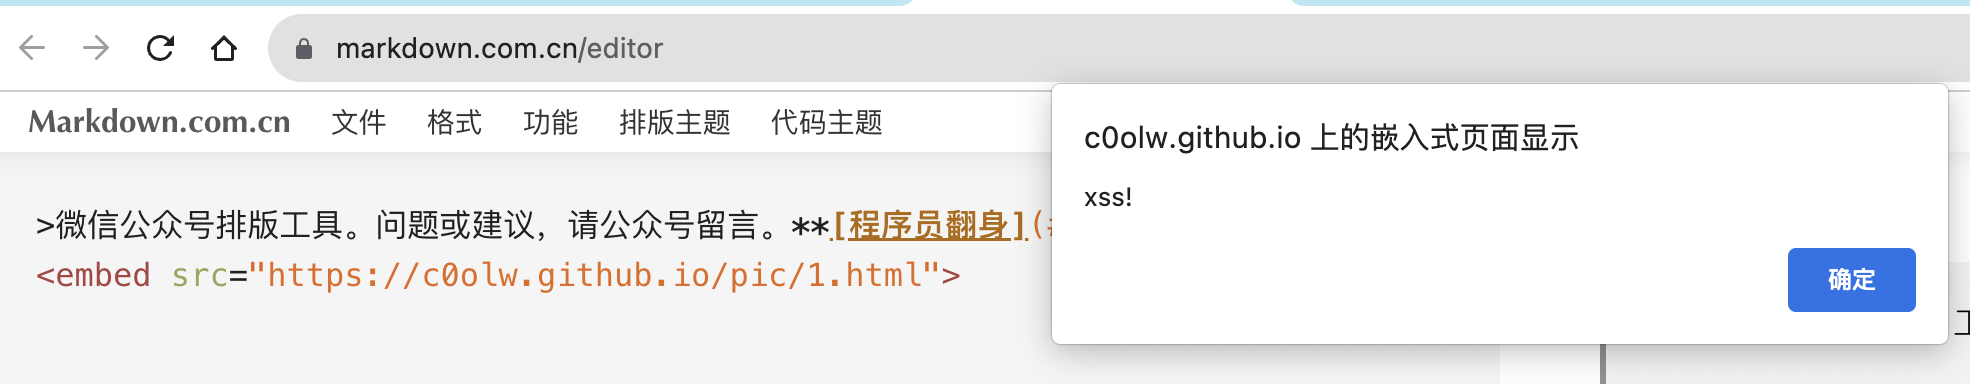 markdown.com.cn/editor
Markdown.com.cn 文件 格式 功能 排版主题 代码主题
c0olw.github.io 上的嵌入式页面显示
xss!
确定
>微信公众号排版工具。问题或建议，请公众号留言。**[程序员翻身](
<embed src="https://c0olw.github.io/pic/1.html">